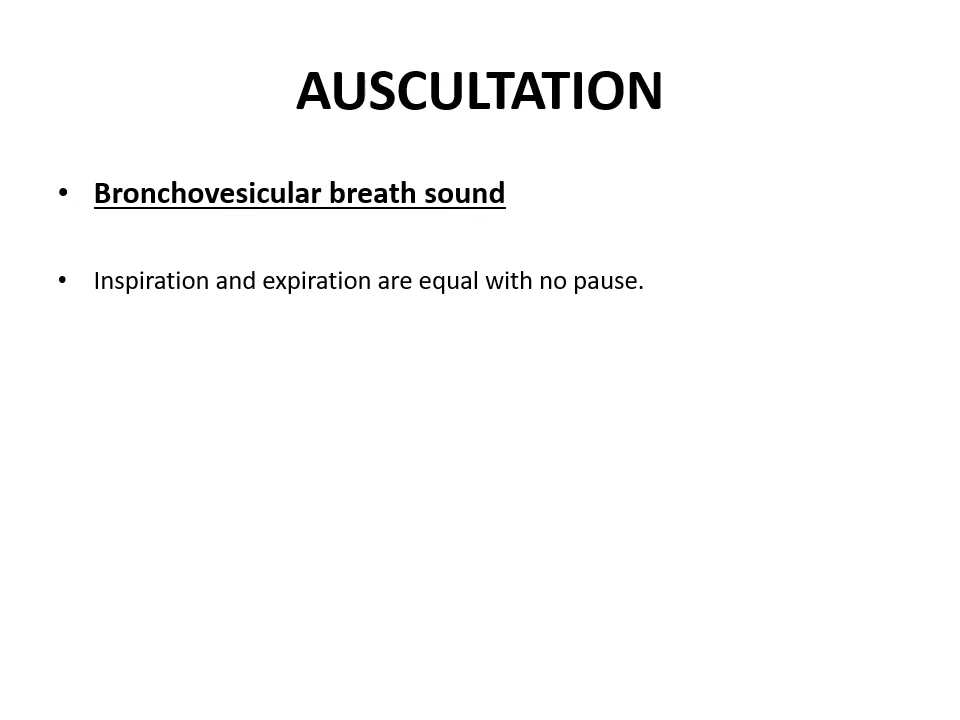 AUSCULTATION
• Bronchovesicular breath sound
• Inspiration and expiration are equal with no pause.